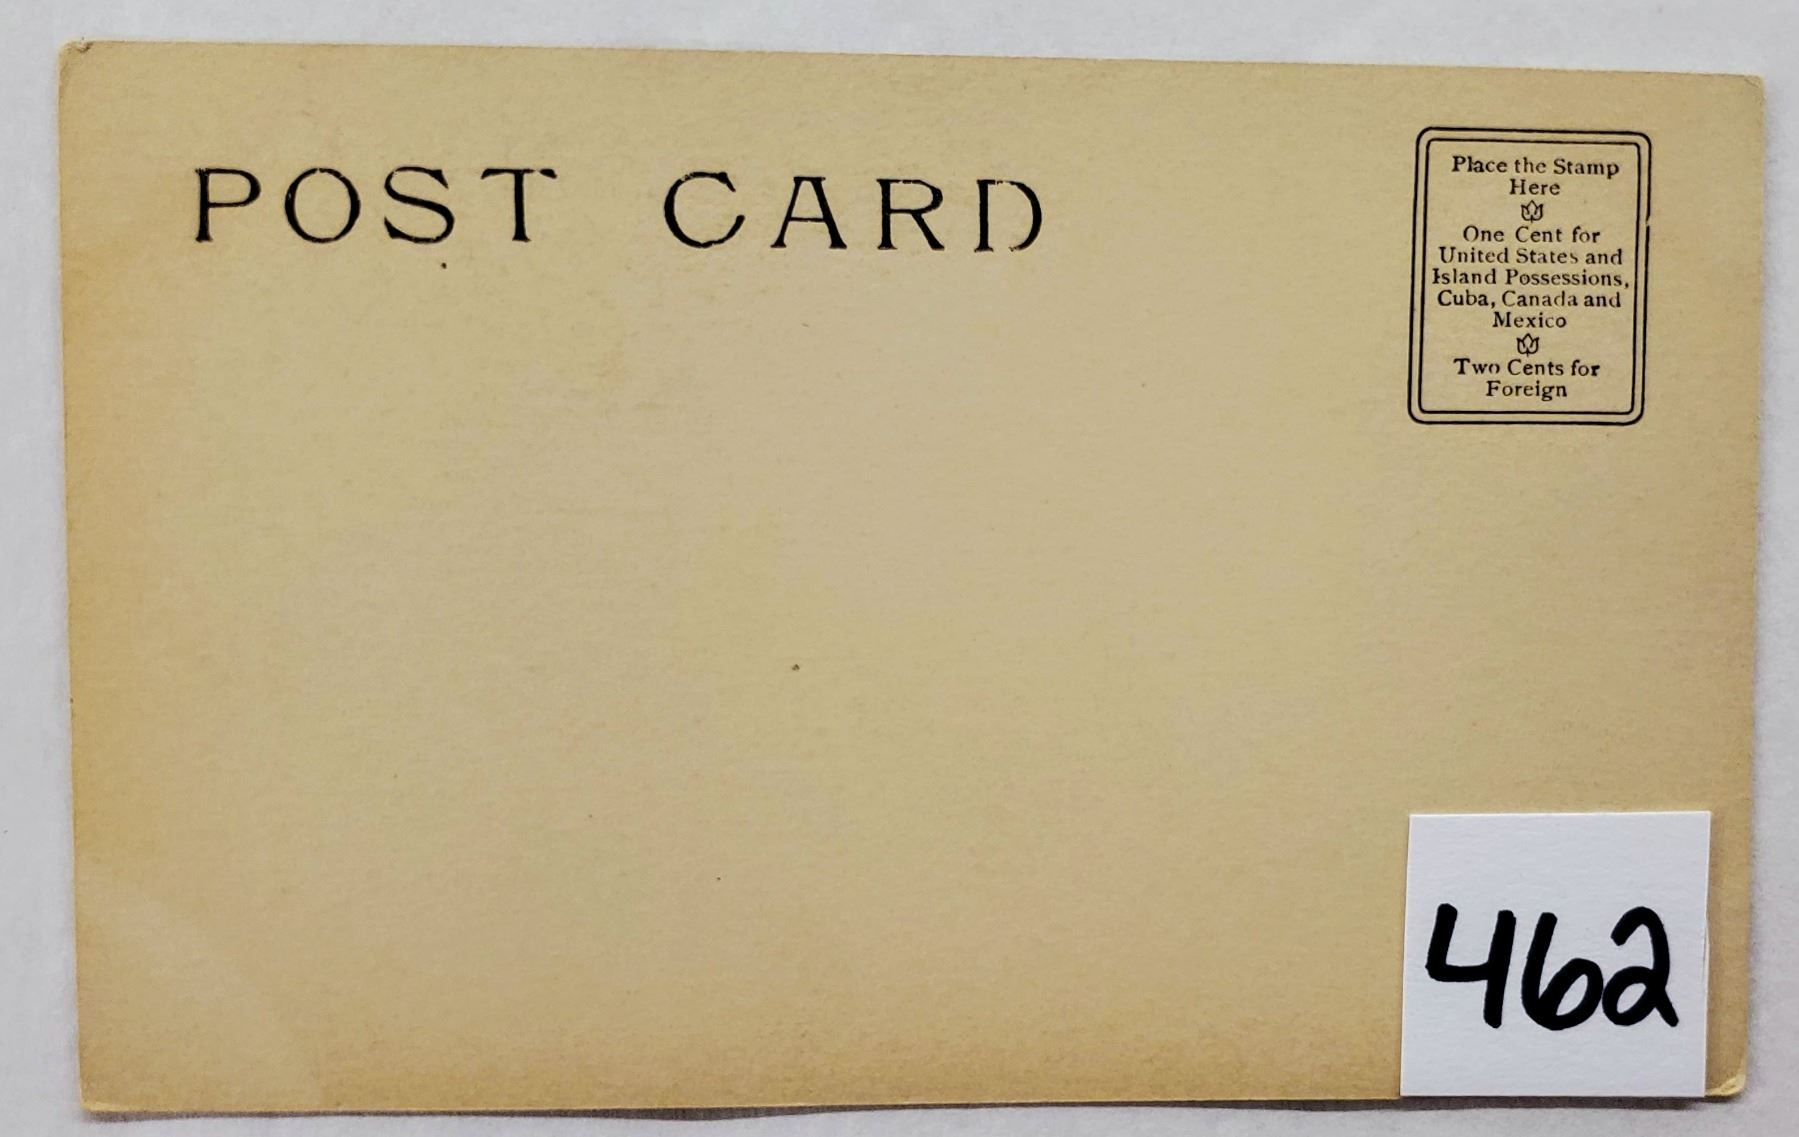 POST CARD
Place the Stamp
Here
One Cent for
United States and
Island Possessions,
Cuba, Canada and
Mexico
Two Cents for
Foreign
462